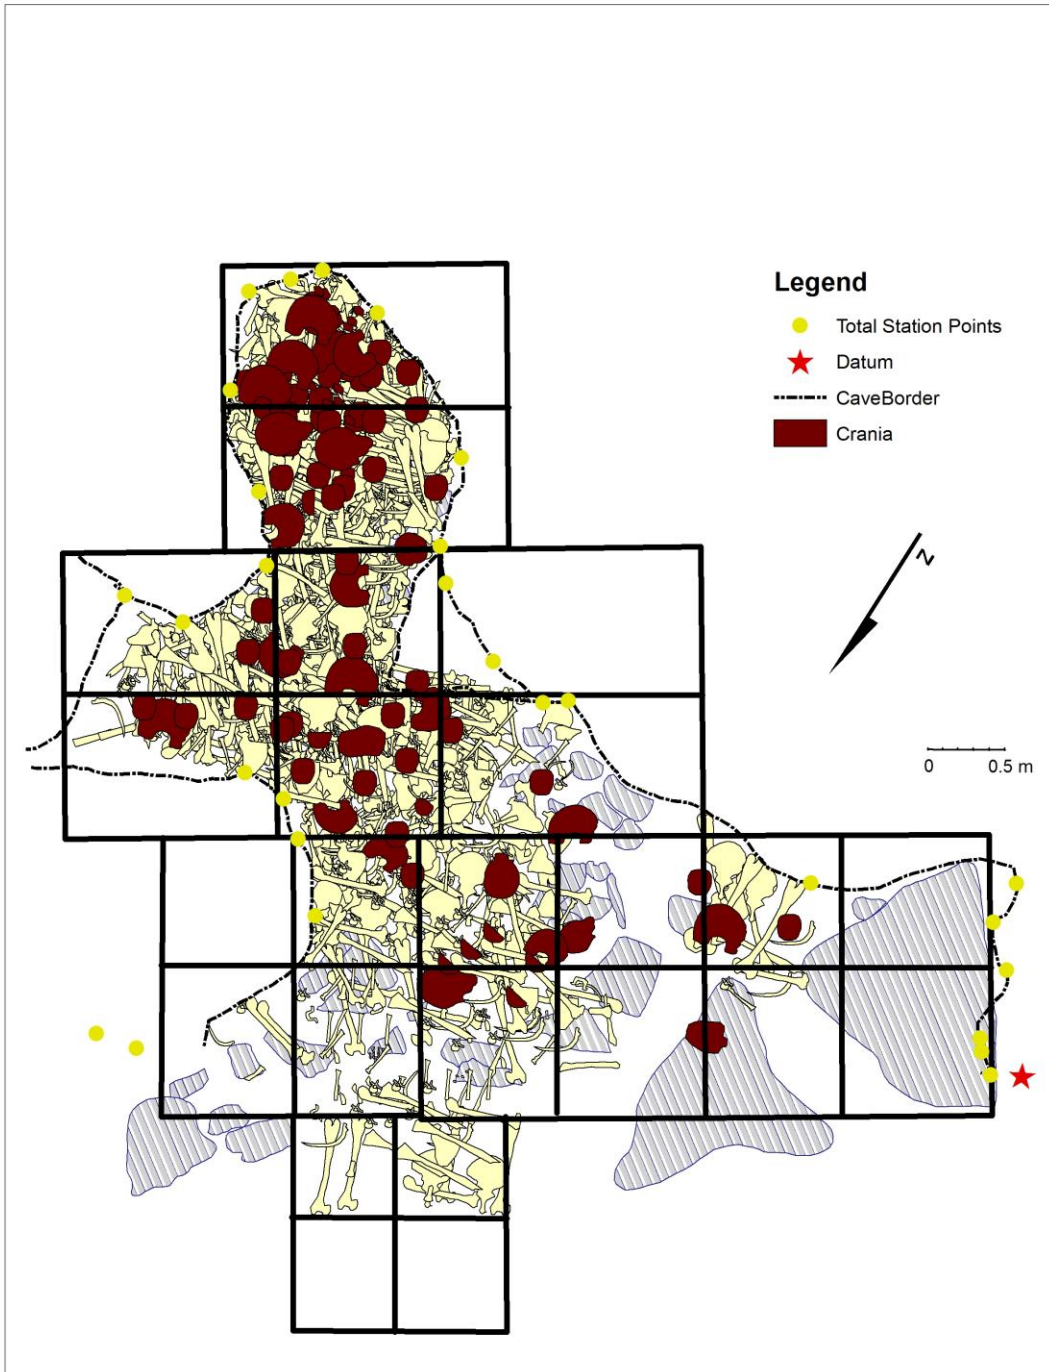 Legend
Total Station Points
Datum
CaveBorder
Crania
N
0 0.5 m